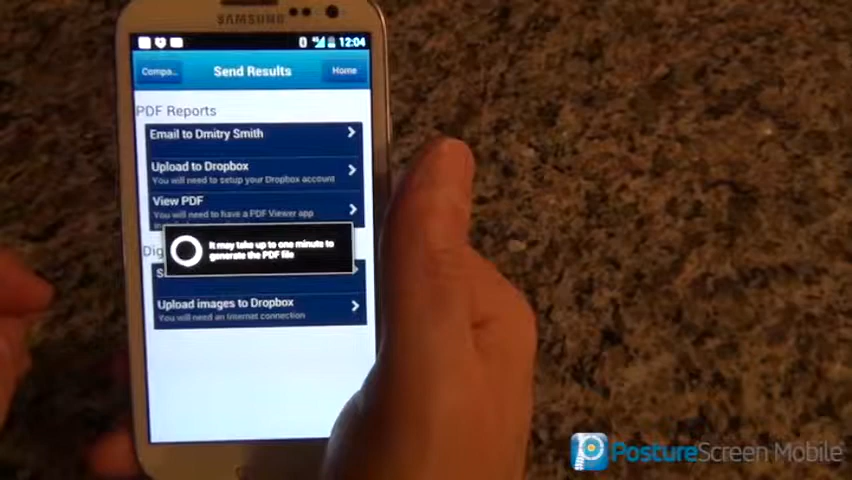 SAMSUNG
12:04
Compa...
Send Results
Home
PDF Reports
Email to Dmitry Smith
Upload to Dropbox
You will need to setup your Dropbox account
View PDF
You will need to have a PDF Viewer app
It may take up to one minute to
generate the PDF file
Dig
S
Upload images to Dropbox
You will need an Internet connection
PostureScreen Mobile